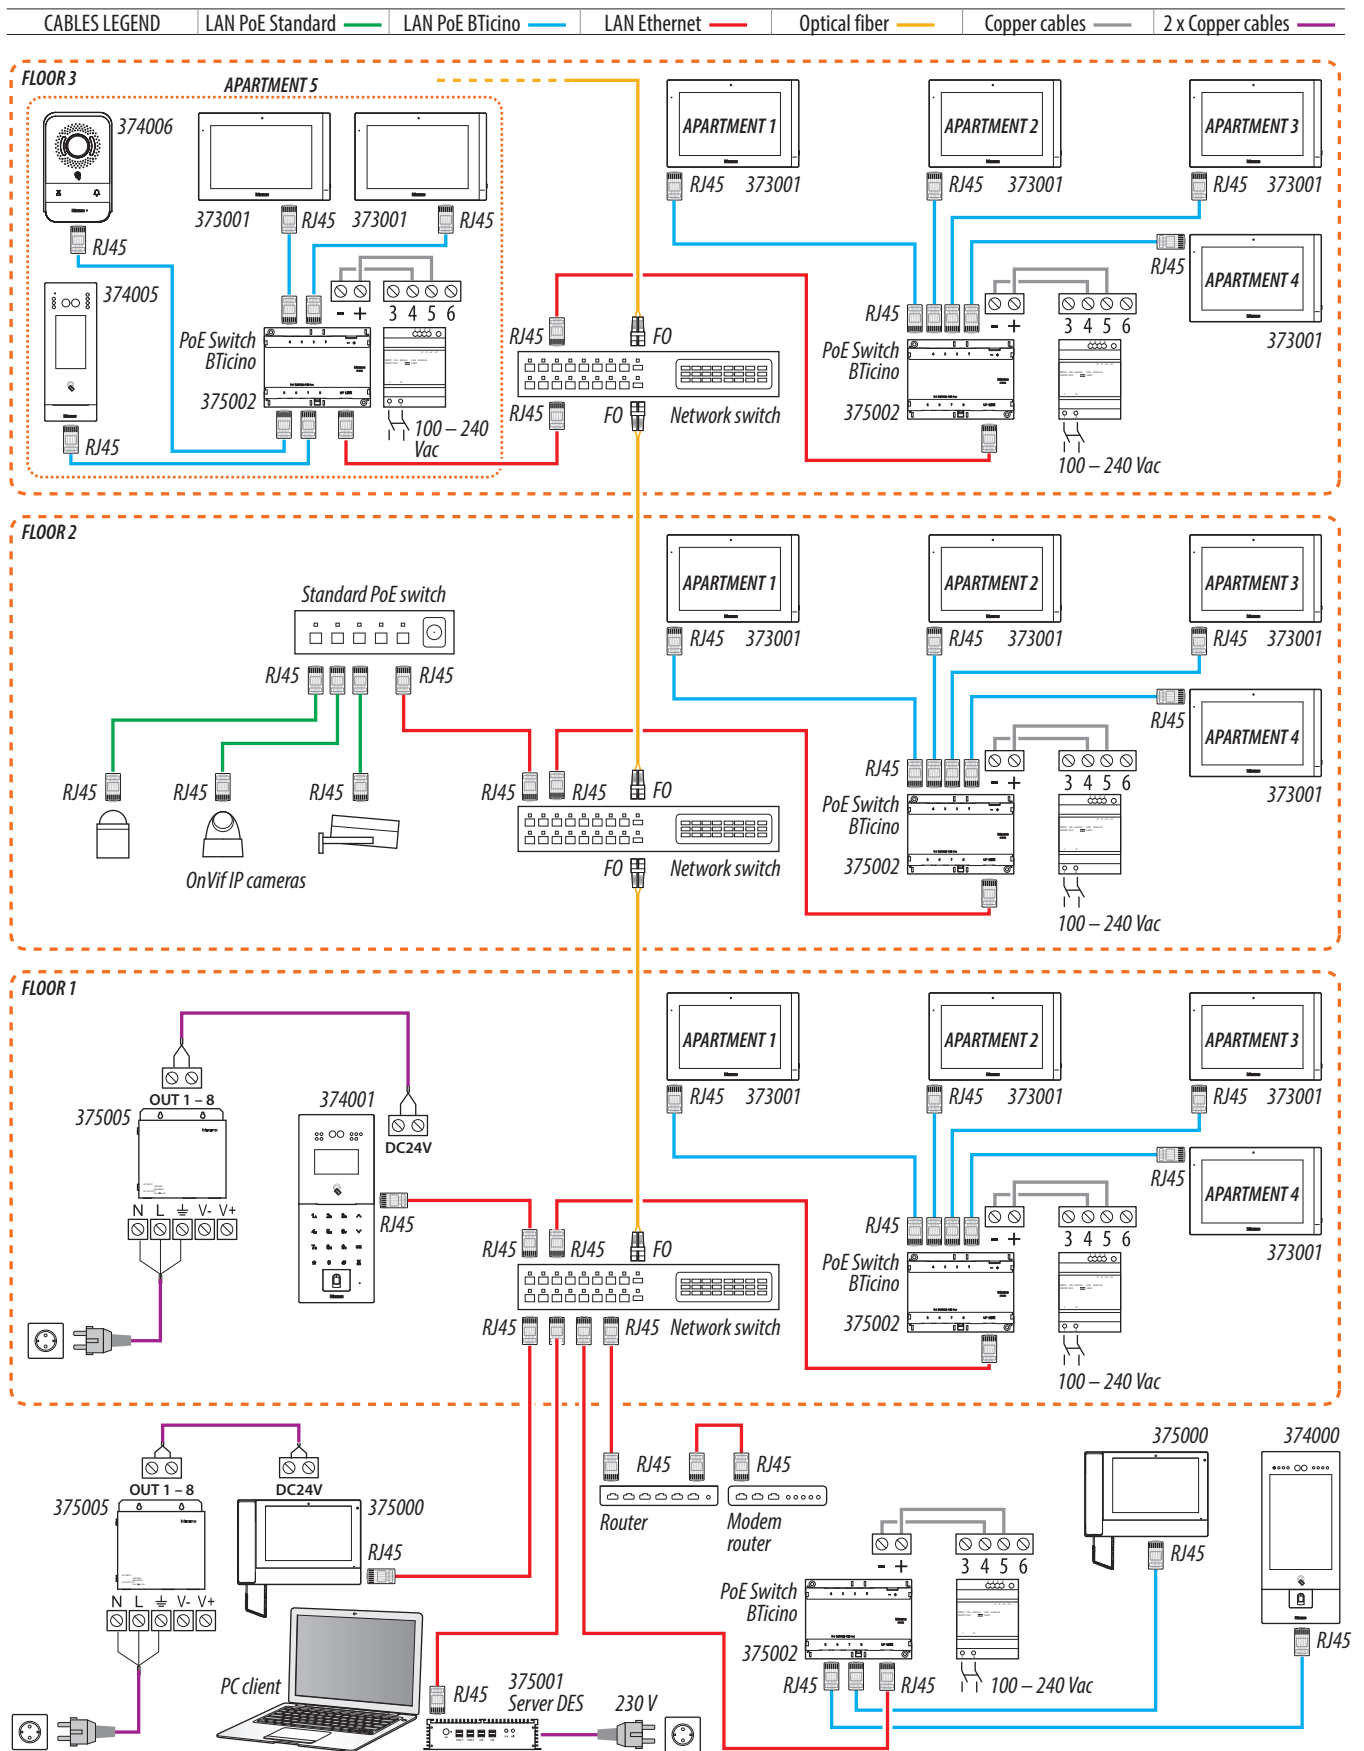 CABLES LEGEND
LAN PoE Standard
LAN PoE BTicino
LAN Ethernet
Optical fiber
Copper cables
2 x Copper cables
FLOOR 3
APARTMENT 5
374006
373001
RJ45
373001
RJ45
RJ45
374005
- +
3 4 5 6
PoE Switch
BTicino
375002
RJ45
100 – 240
Vac
RJ45
FO
RJ45
FO
Network switch
APARTMENT 1
RJ45 373001
APARTMENT 2
RJ45 373001
APARTMENT 3
RJ45 373001
RJ45
APARTMENT 4
373001
RJ45
- +
3 4 5 6
PoE Switch
BTicino
375002
100 – 240 Vac
FLOOR 2
Standard PoE switch
RJ45
RJ45
RJ45
RJ45
RJ45
OnVif IP cameras
RJ45
RJ45
FO
FO
Network switch
APARTMENT 1
RJ45 373001
APARTMENT 2
RJ45 373001
APARTMENT 3
RJ45 373001
RJ45
APARTMENT 4
373001
RJ45
- +
3 4 5 6
PoE Switch
BTicino
375002
100 – 240 Vac
FLOOR 1
OUT 1 – 8
375005
N L V- V+
374001
DC24V
RJ45
RJ45
RJ45
FO
RJ45
RJ45
Network switch
APARTMENT 1
RJ45 373001
APARTMENT 2
RJ45 373001
APARTMENT 3
RJ45 373001
RJ45
APARTMENT 4
373001
RJ45
- +
3 4 5 6
PoE Switch
BTicino
375002
100 – 240 Vac
OUT 1 – 8
375005
N L V- V+
DC24V
375000
RJ45
RJ45
RJ45
Router
Modem
router
375000
RJ45
374000
RJ45
- +
3 4 5 6
PoE Switch
BTicino
375002
RJ45
RJ45
100 – 240 Vac
PC client
RJ45
375001
Server DES
230 V